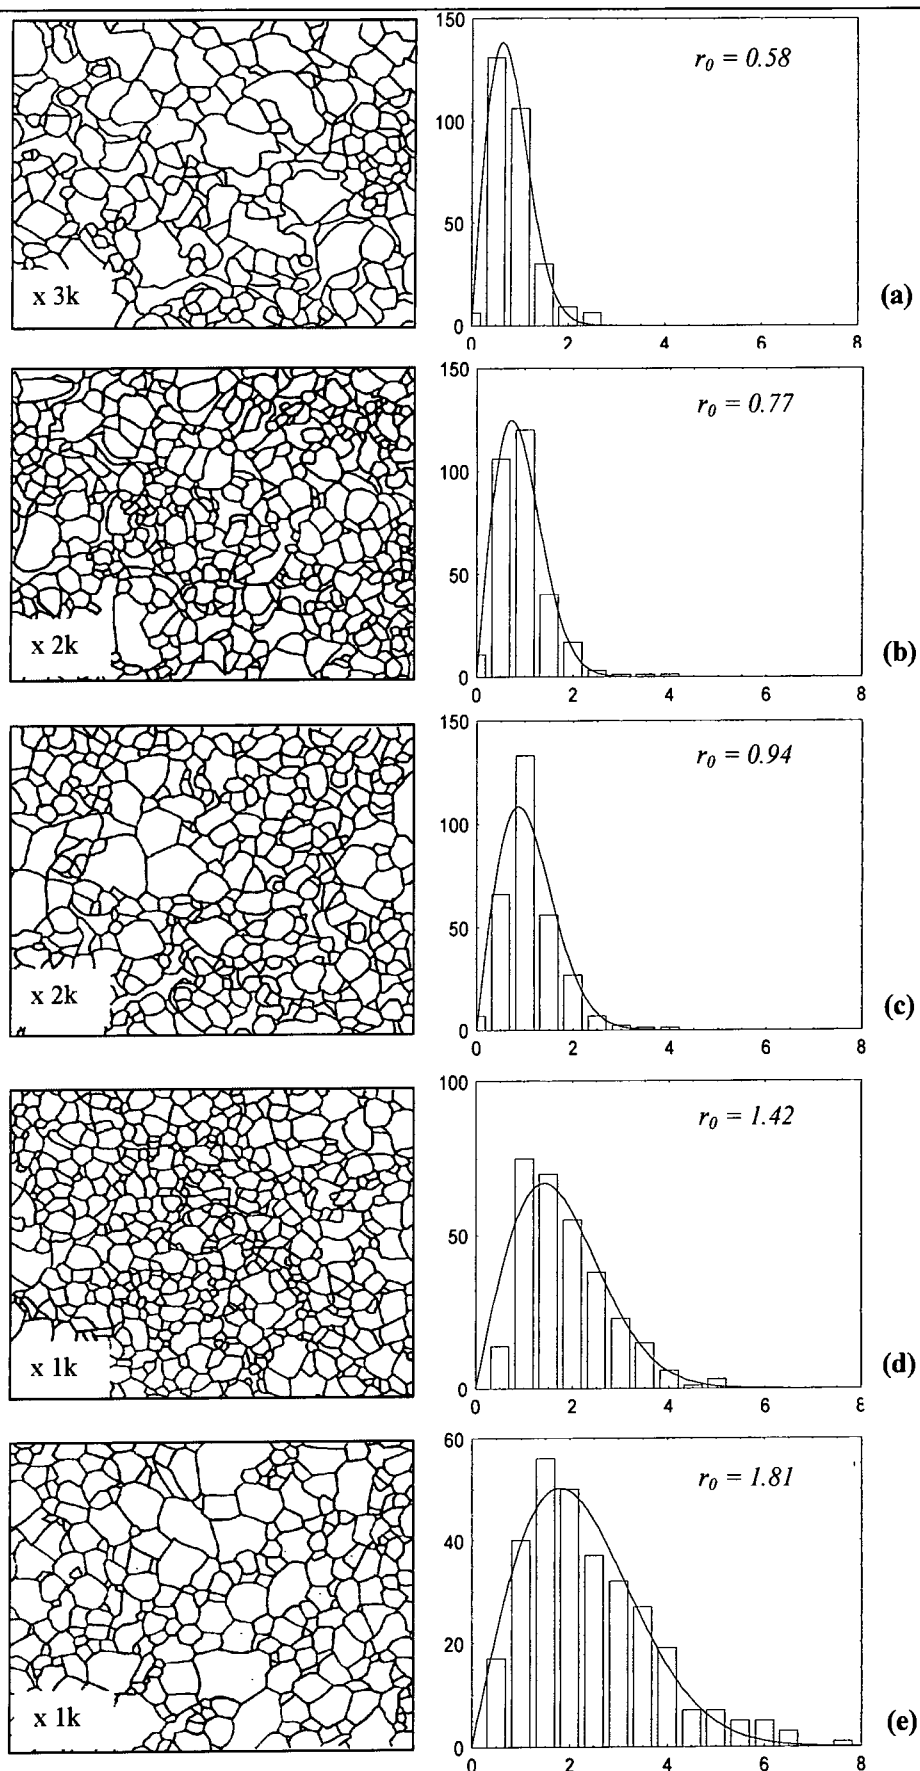 150
r₀ = 0.58
100
50
0
x 3k
(a)
0 2 4 6 8
150
r₀ = 0.77
100
50
0
x 2k
(b)
0 2 4 6 8
150
r₀ = 0.94
100
50
0
x 2k
(c)
0 2 4 6 8
100
r₀ = 1.42
50
0
x 1k
(d)
0 2 4 6 8
60
r₀ = 1.81
40
20
0
x 1k
(e)
0 2 4 6 8